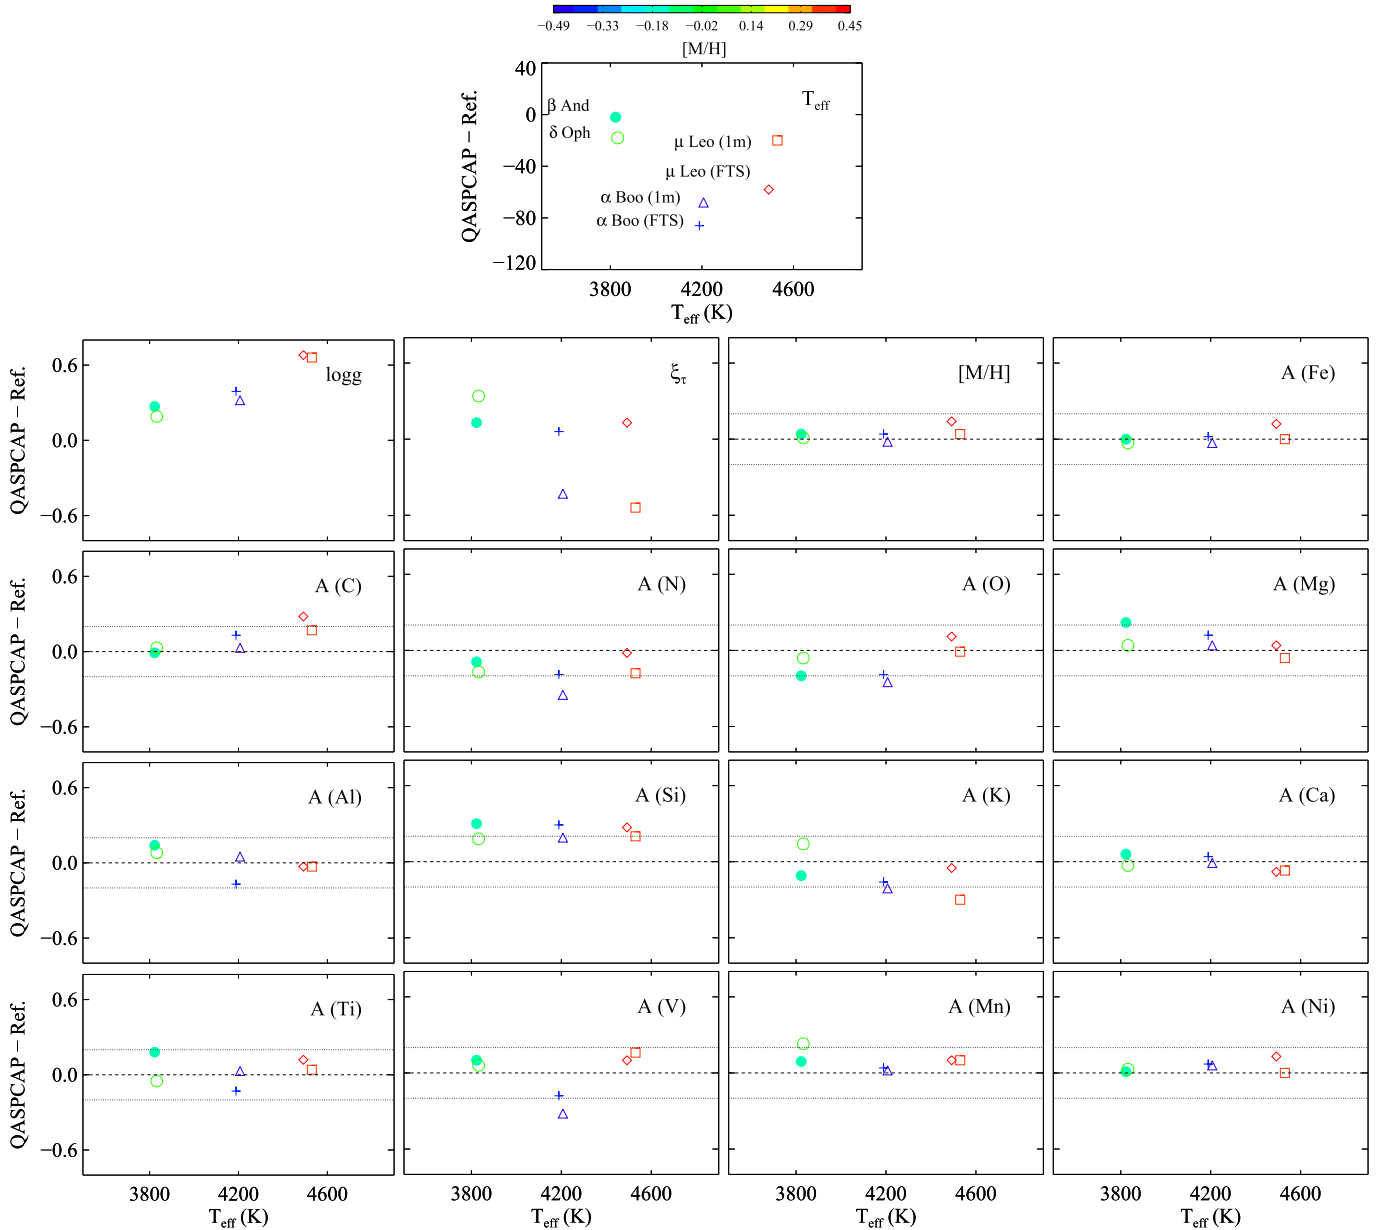 −0.49 −0.33 −0.18 −0.02 0.14 0.29 0.45
[M/H]
QASPCAP − Ref.
40
0
−40
−80
−120
T_eff
β And
δ Oph
μ Leo (1m)
μ Leo (FTS)
α Boo (1m)
α Boo (FTS)
3800 4200 4600
T_eff (K)
QASPCAP − Ref.
0.6
0.0
−0.6
logg
ξ_τ
[M/H]
A (Fe)
QASPCAP − Ref.
0.6
0.0
−0.6
A (C)
A (N)
A (O)
A (Mg)
QASPCAP − Ref.
0.6
0.0
−0.6
A (Al)
A (Si)
A (K)
A (Ca)
QASPCAP − Ref.
0.6
0.0
−0.6
A (Ti)
A (V)
A (Mn)
A (Ni)
3800 4200 4600 3800 4200 4600 3800 4200 4600 3800 4200 4600
T_eff (K) T_eff (K) T_eff (K) T_eff (K)